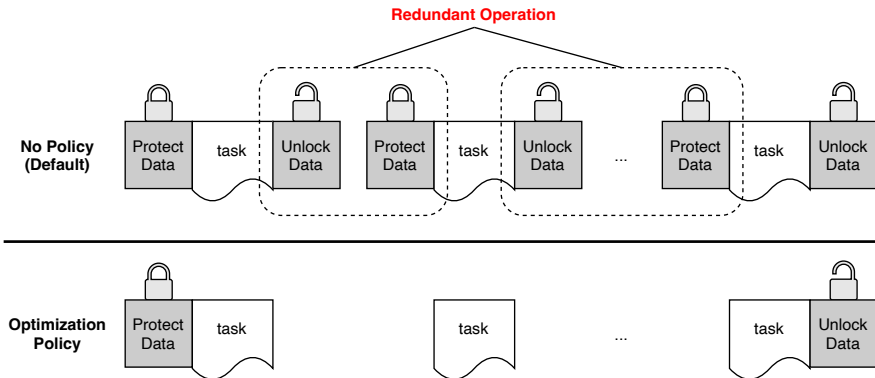 Redundant Operation
No Policy
(Default)
Protect
Data
task
Unlock
Data
Protect
Data
task
Unlock
Data
...
Protect
Data
task
Unlock
Data
Optimization
Policy
Protect
Data
task
task
...
task
Unlock
Data